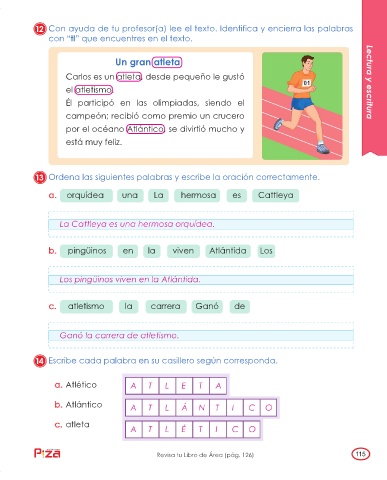 12 Con ayuda de tu profesor(a) lee el texto. Identifica y encierra las palabras
con "tl" que encuentres en el texto.
Un gran atleta
Carlos es un atleta, desde pequeño le gustó
el atletismo.
Él participó en las olimpiadas, siendo el
campeón; recibió como premio un crucero
por el océano Atlántico, se divirtió mucho y
está muy feliz.
01
Lectura y escritura
13 Ordena las siguientes palabras y escribe la oración correctamente.
a. orquídea una La hermosa es Cattleya
La Cattleya es una hermosa orquídea.
b. pingüinos en la viven Atlántida Los
Los pingüinos viven en la Atlántida.
c. atletismo la carrera Ganó de
Ganó la carrera de atletismo.
14 Escribe cada palabra en su casillero según corresponda.
a. Atlético A T L E T A
b. Atlántico A T L Á N T I C O
c. atleta A T L É T I C O
Piza
Revisa tu Libro de Área (pág. 126)
115